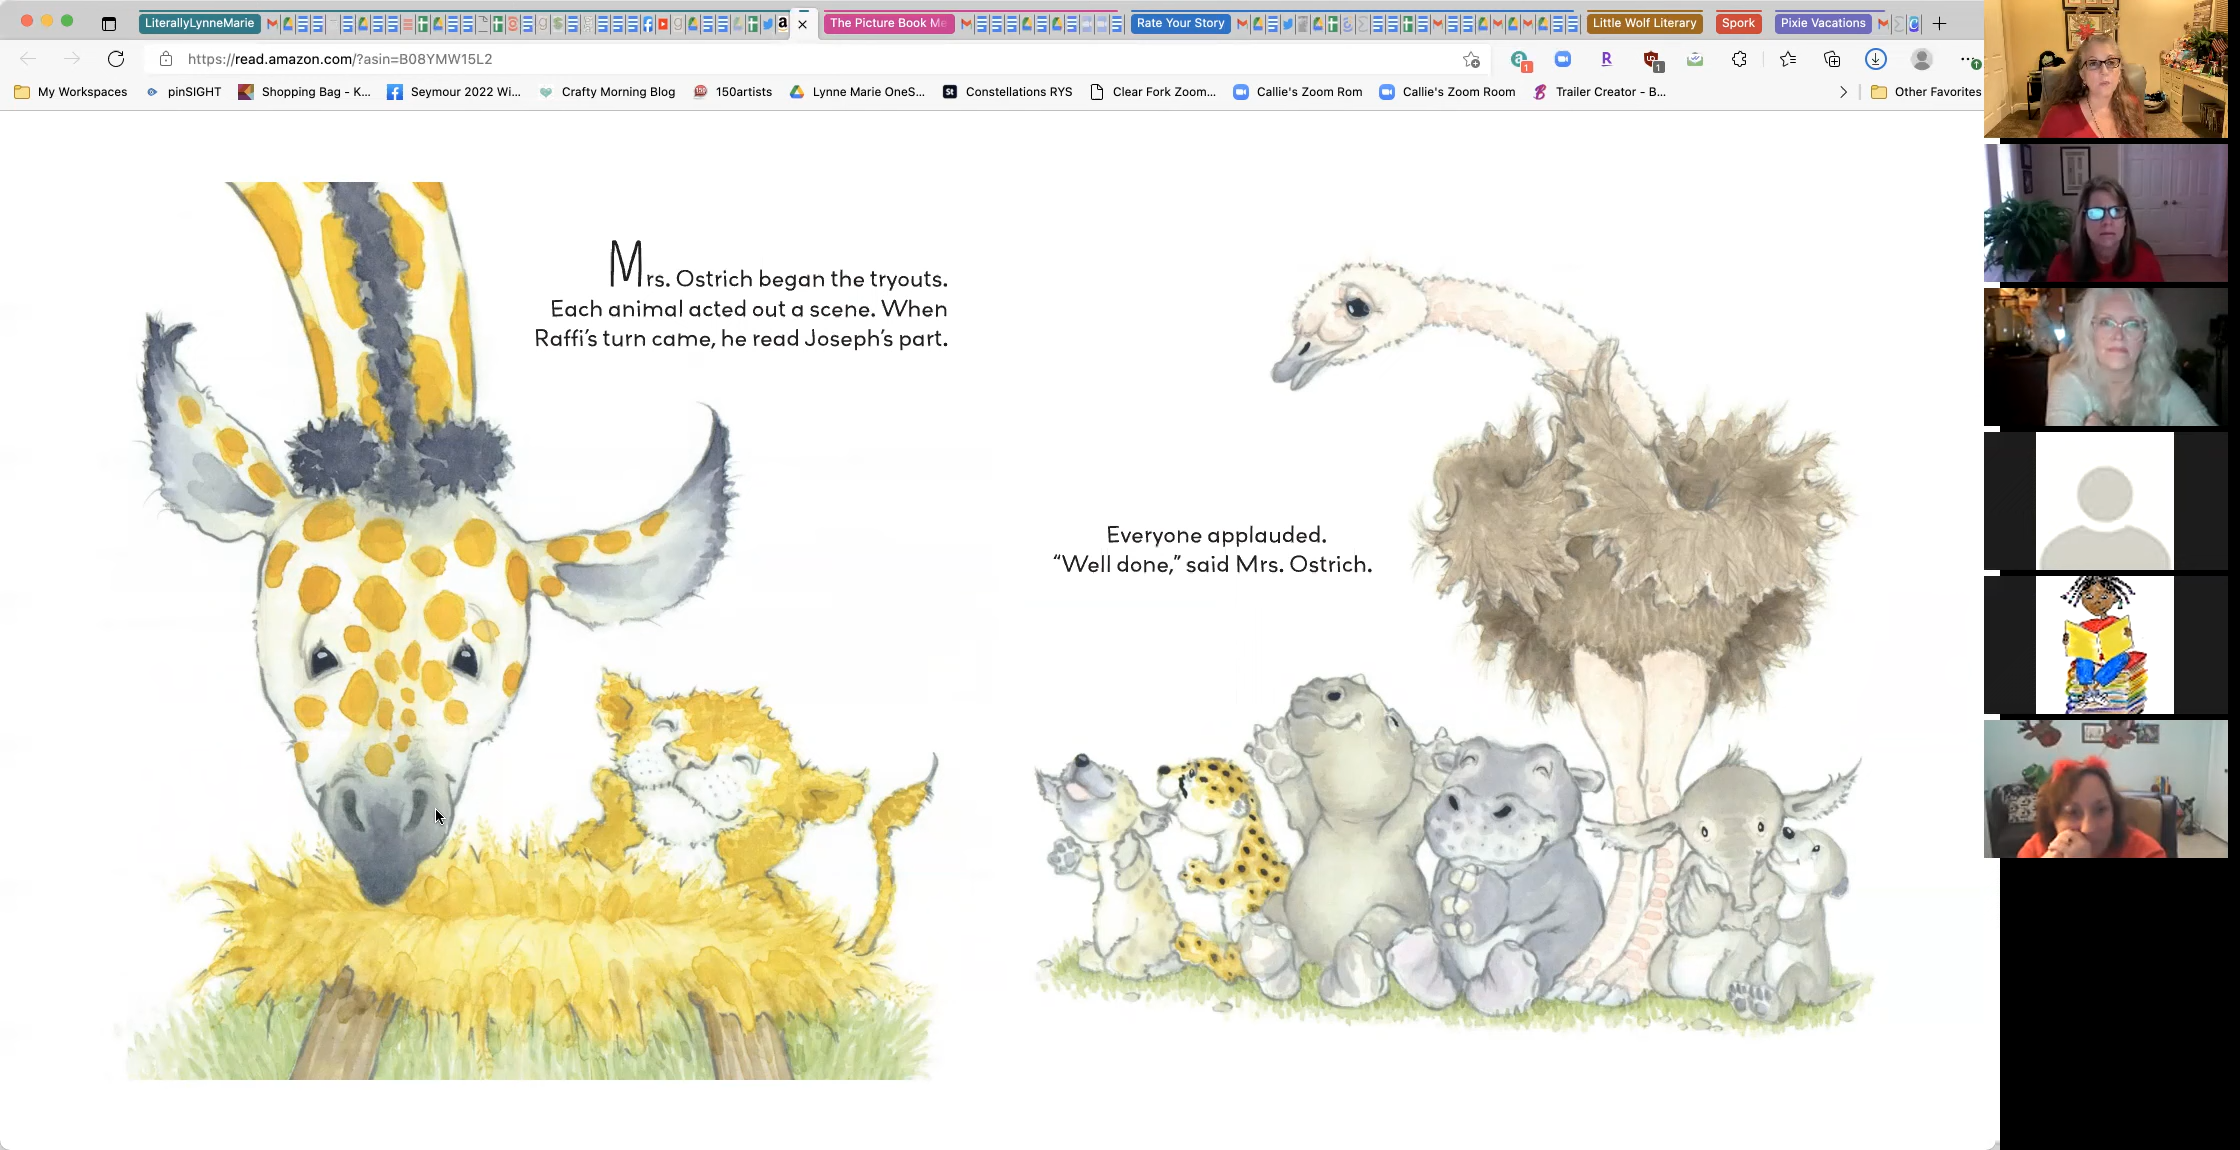 LiterallyLynneMarie
The Picture Book Me
Rate Your Story
Little Wolf Literary
Spork
Pixie Vacations
https://read.amazon.com/?asin=B08YMW15L2
My Workspaces
pinSIGHT
Shopping Bag - K...
Seymour 2022 Wi...
Crafty Morning Blog
150artists
Lynne Marie OneS...
Constellations RYS
Clear Fork Zoom...
Callie's Zoom Rom
Callie's Zoom Room
Trailer Creator - B...
Other Favorites
Mrs. Ostrich began the tryouts.
Each animal acted out a scene. When
Raffi's turn came, he read Joseph's part.
Everyone applauded.
“Well done,” said Mrs. Ostrich.